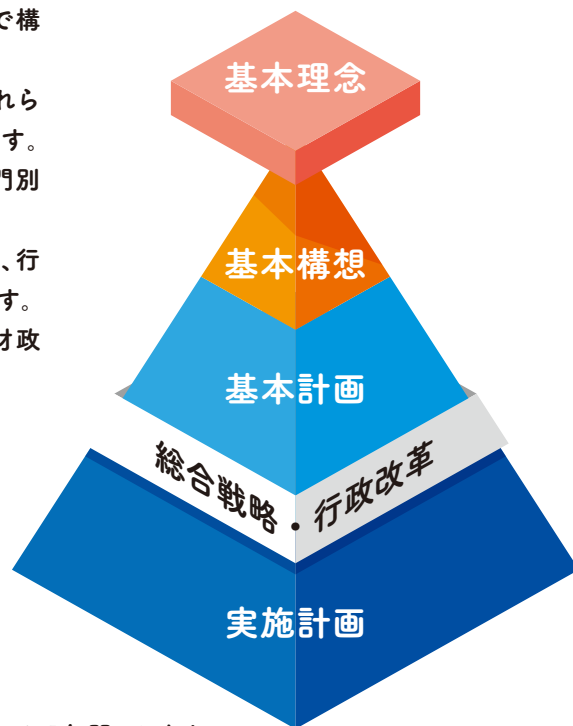 で構
れら
す。
門別
、行
す。
財政
基本理念
基本構想
基本計画
総合戦略・行政改革
実施計画